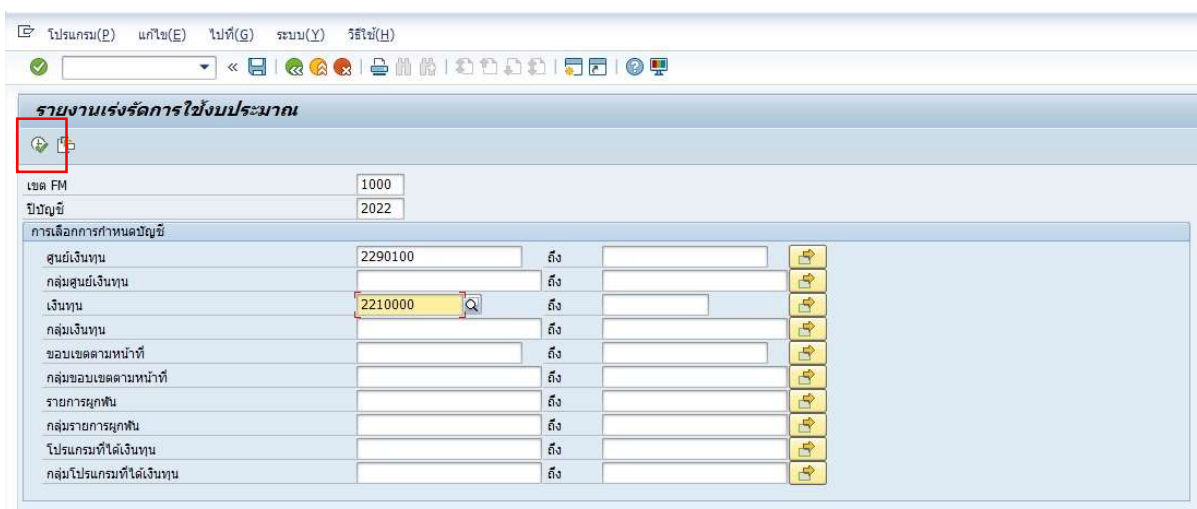 โปรแกรม(P) แก้ไข(E) ไปที่(G) ระบบ(Y) วิธีใช้(H)
รายงานเร่งรัดการใช้งบประมาณ
เขต FM 1000
ปีบัญชี 2022
การเลือกการกำหนดบัญชี
ศูนย์เงินทุน 2290100 ถึง
กลุ่มศูนย์เงินทุน ถึง
เงินทุน 2210000 ถึง
กลุ่มเงินทุน ถึง
ขอบเขตตามหน้าที่ ถึง
กลุ่มขอบเขตตามหน้าที่ ถึง
รายการผูกพัน ถึง
กลุ่มรายการผูกพัน ถึง
โปรแกรมที่ได้เงินทุน ถึง
กลุ่มโปรแกรมที่ได้เงินทุน ถึง